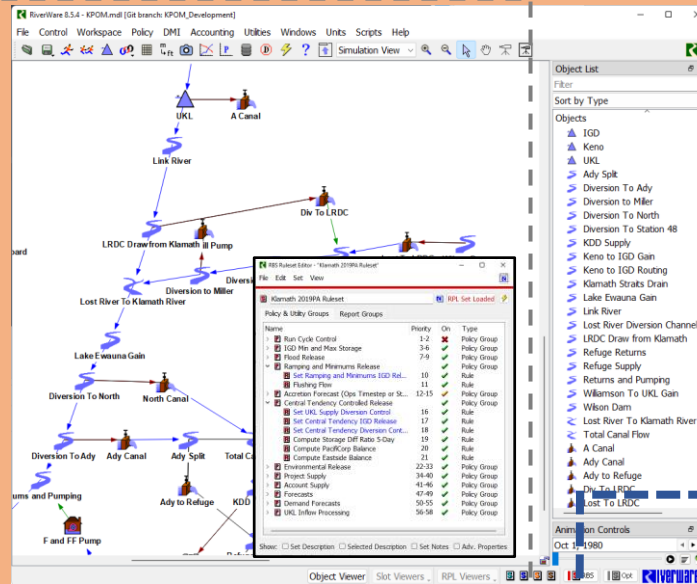 RiverWare 8.5.4 - KPOM.mdl [Git branch: KPOM_Development]
File Control Workspace Policy DMI Accounting Utilities Windows Units Scripts Help
Simulation View
UKL
A Canal
Link River
Div To LRDC
LRDC Draw from Klamath
ill Pump
Diversion to Miller
Diversi
Lost River To Klamath River
Lake Ewauna Gain
Diversion To North
North Canal
Diversion To Ady
Ady Canal
Ady Split
Total C
ums and Pumping
Ady to Refuge
KDD
F and FF Pump
oard
RBS Ruleset Editor - "Klamath 2019PA Ruleset"
File Edit Set View
Klamath 2019PA Ruleset
RPL Set Loaded
Policy & Utility Groups Report Groups
Name Priority On Type
Run Cycle Control 1-2 Policy Group
IGD Min and Max Storage 3-6 Policy Group
Flood Release 7-9 Policy Group
Ramping and Minimums Release Policy Group
Set Ramping and Minimums IGD Rel... 10 Rule
Flushing Flow 11 Rule
Accretion Forecast (Ops Timestep or St... 12-15 Policy Group
Central Tendency Controlled Release Policy Group
Set UKL Supply Diversion Control 16 Rule
Set Central Tendency IGD Release 17 Rule
Set Central Tendency Diversion Cont... 18 Rule
Compute Storage Diff Ratio 5-Day 19 Rule
Compute PacifiCorp Balance 20 Rule
Compute Eastside Balance 21 Rule
Environmental Release 22-33 Policy Group
Project Supply 34-40 Policy Group
Account Supply 41-46 Policy Group
Forecasts 47-49 Policy Group
Demand Forecasts 50-55 Policy Group
UKL Inflow Processing 56-58 Policy Group
Show: Set Description Selected Description Set Notes Adv. Properties
Object List
Filter
Sort by Type
Objects
IGD
Keno
UKL
Ady Split
Diversion To Ady
Diversion to Miller
Diversion To North
Diversion To Station 48
KDD Supply
Keno to IGD Gain
Keno to IGD Routing
Klamath Straits Drain
Lake Ewauna Gain
Link River
Lost River Diversion Channel
LRDC Draw from Klamath
Refuge Returns
Refuge Supply
Returns and Pumping
Williamson To UKL Gain
Wilson Dam
Lost River To Klamath River
Total Canal Flow
A Canal
Ady Canal
Ady to Refuge
Div To LRDC
Lost To LRDC
Animation Controls
Oct 1, 1980
Object Viewer Slot Viewers RPL Viewers
RBS Opt RiverWare